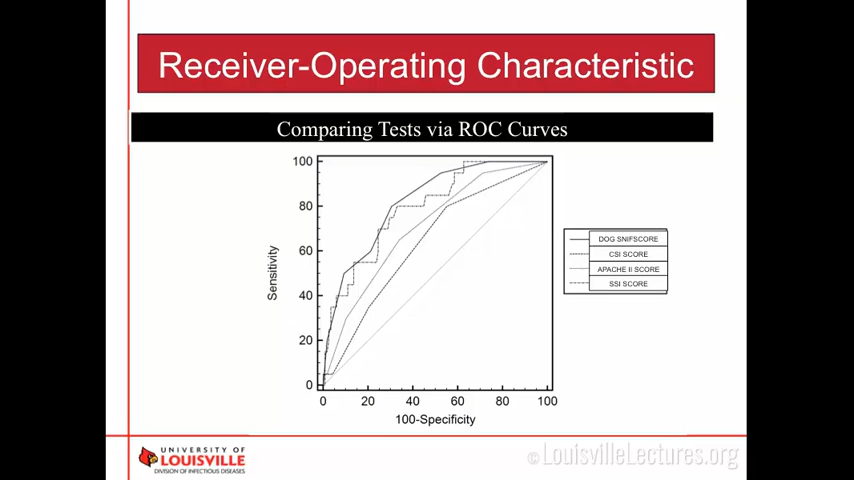 Receiver-Operating Characteristic
Comparing Tests via ROC Curves
100
80
60
40
20
0
Sensitivity
0 20 40 60 80 100
100-Specificity
DOG SNIFSCORE
CSI SCORE
APACHE II SCORE
SSI SCORE
UNIVERSITY OF
LOUISVILLE
DIVISION OF INFECTIOUS DISEASES
©LouisvilleLectures.org